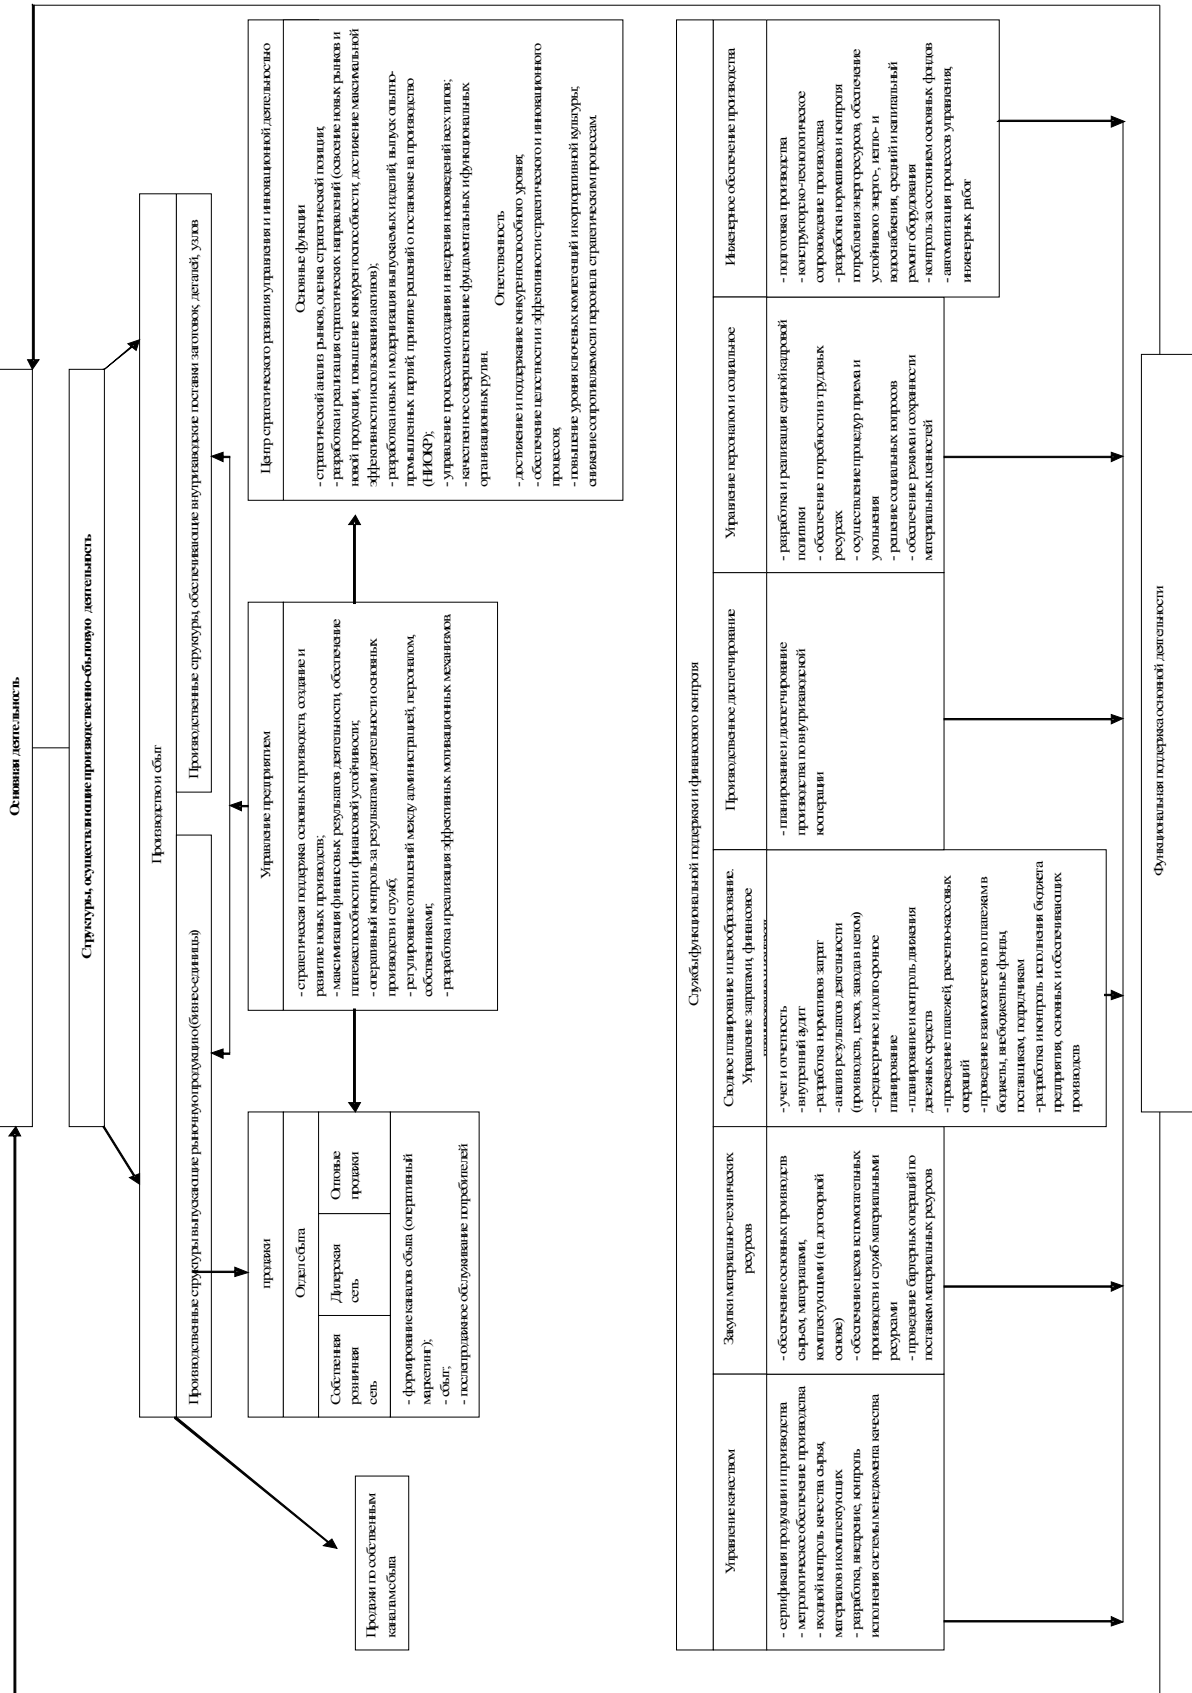 Основная деятельность
Структуры, осуществляющие производственно-сбытовую деятельность
Производство и сбыт
Производственные структуры выпускающие рыночную продукцию (бизнес-единицы)
Производственные структуры, обеспечивающие внутризаводские поставки заготовок, деталей, узлов
Продажи по собственным
каналам сбыта
продажи
Отдел сбыта
Собственная
розничная
сеть
Дилерская
сеть
Оптовые
продажи
- формирование каналов сбыта (оперативный
маркетинг);
- сбыт;
- послепродажное обслуживание потребителей
Управление предприятием
- стратегическая поддержка основных производств, создание и
развитие новых производств;
- максимизация финансовых результатов деятельности, обеспечение
платежеспособности и финансовой устойчивости;
- оперативный контроль за результатами деятельности основных
производств и служб;
- регулирование отношений между администрацией, персоналом,
собственниками;
- разработка и реализация эффективных мотивационных механизмов.
Центр стратегического развития управления и инновационной деятельностью
Основные функции
- стратегический анализ рынков, оценка стратегической позиции;
- разработка и реализация стратегических направлений (освоение новых рынков и
новой продукции, повышение конкурентоспособности, достижение максимальной
эффективности использования активов);
- разработка новых и модернизация выпускаемых изделий, выпуск опытно-
промышленных партий, принятие решений о постановке на производство
(НИОКР);
- управление процессами создания и внедрения нововведений всех типов;
- качественное совершенствование фундаментальных и функциональных
организационных рутин.
Ответственность
- достижение и поддержание конкурентоспособного уровня;
- обеспечение целостности и эффективности стратегического и инновационного
процессов;
- повышение уровня ключевых компетенций и корпоративной культуры;
снижение сопротивляемости персонала стратегическим процессам.
Службы функциональной поддержки и финансового контроля
Управление качеством
- сертификация продукции и производства
- метрологическое обеспечение производства
- входной контроль качества сырья,
материалов и комплектующих
- разработка, внедрение, контроль
исполнения системы менеджмента качества
Закупки материально-технических
ресурсов
- обеспечение основных производств
сырьем, материалами,
комплектующими (на договорной
основе)
- обеспечение цехов вспомогательных
производств и служб материальными
ресурсами
- проведение бартерных операций по
поставкам материальных ресурсов
Сводное планирование и ценообразование.
Управление затратами, финансовое
- учет и отчетность
- внутренний аудит
- разработка нормативов затрат
- анализ результатов деятельности
(производств, цехов, завода в целом)
- среднесрочное и долгосрочное
планирование
- планирование и контроль движения
денежных средств
- проведение платежей, расчетно-кассовых
операций
- проведение взаимозачетов по платежам в
бюджеты, внебюджетные фонды,
поставщикам, подрядчикам
- разработка и контроль исполнения бюджета
предприятия, основных и обеспечивающих
производств
Производственное диспетчирование
- планирование и диспетчирование
производства по внутризаводской
кооперации
Управление персоналом и социальное
- разработка и реализация единой кадровой
политики
- обеспечение потребности в трудовых
ресурсах
- осуществление процедур приема и
увольнения
- решение социальных вопросов
- обеспечение режима и сохранности
материальных ценностей
Инженерное обеспечение производства
- подготовка производства
- конструкторско-технологическое
сопровождение производства
- разработка нормативов и контроля
потребления энергоресурсов, обеспечение
устойчивого энерго-, тепло- и
водоснабжения, средний и капитальный
ремонт оборудования
- контроль за состоянием основных фондов
- автоматизация процессов управления,
инженерных работ
Функциональная поддержка основной деятельности